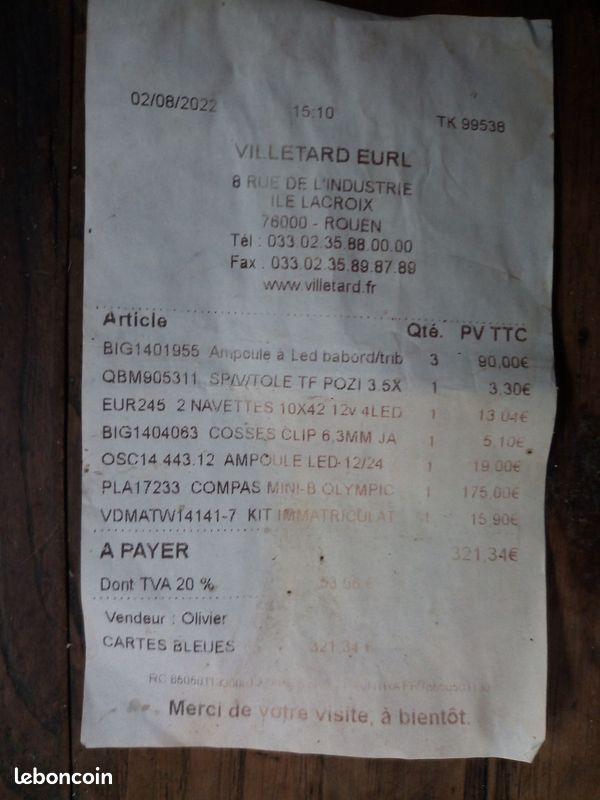 02/08/2022 15:10 TK 99538
VILLETARD EURL
8 RUE DE L'INDUSTRIE
ILE LACROIX
76000 - ROUEN
Tél : 033.02.35.88.00.00
Fax : 033.02.35.89.87.89
www.villetard.fr
Article Qté. PV TTC
BIG1401955 Ampoule à Led babord/trib 3 90,00€
QBM905311 SP/V/TOLE TF POZI 3.5X 1 3,30€
EUR245 2 NAVETTES 10X42 12v 4LED 1 13,04€
BIG1404063 COSSES CLIP 6,3MM JA 1 5,10€
OSC14 443.12 AMPOULE LED 12/24 1 19,00€
PLA17233 COMPAS MINI-B OLYMPIC 1 175,00€
VDMATW14141-7 KIT IMMATRICULAT 1 15,90€
A PAYER 321,34€
Dont TVA 20 % 53,56 €
Vendeur : Olivier
CARTES BLEUES 321,34 €
RC
Merci de votre visite, à bientôt.
leboncoin